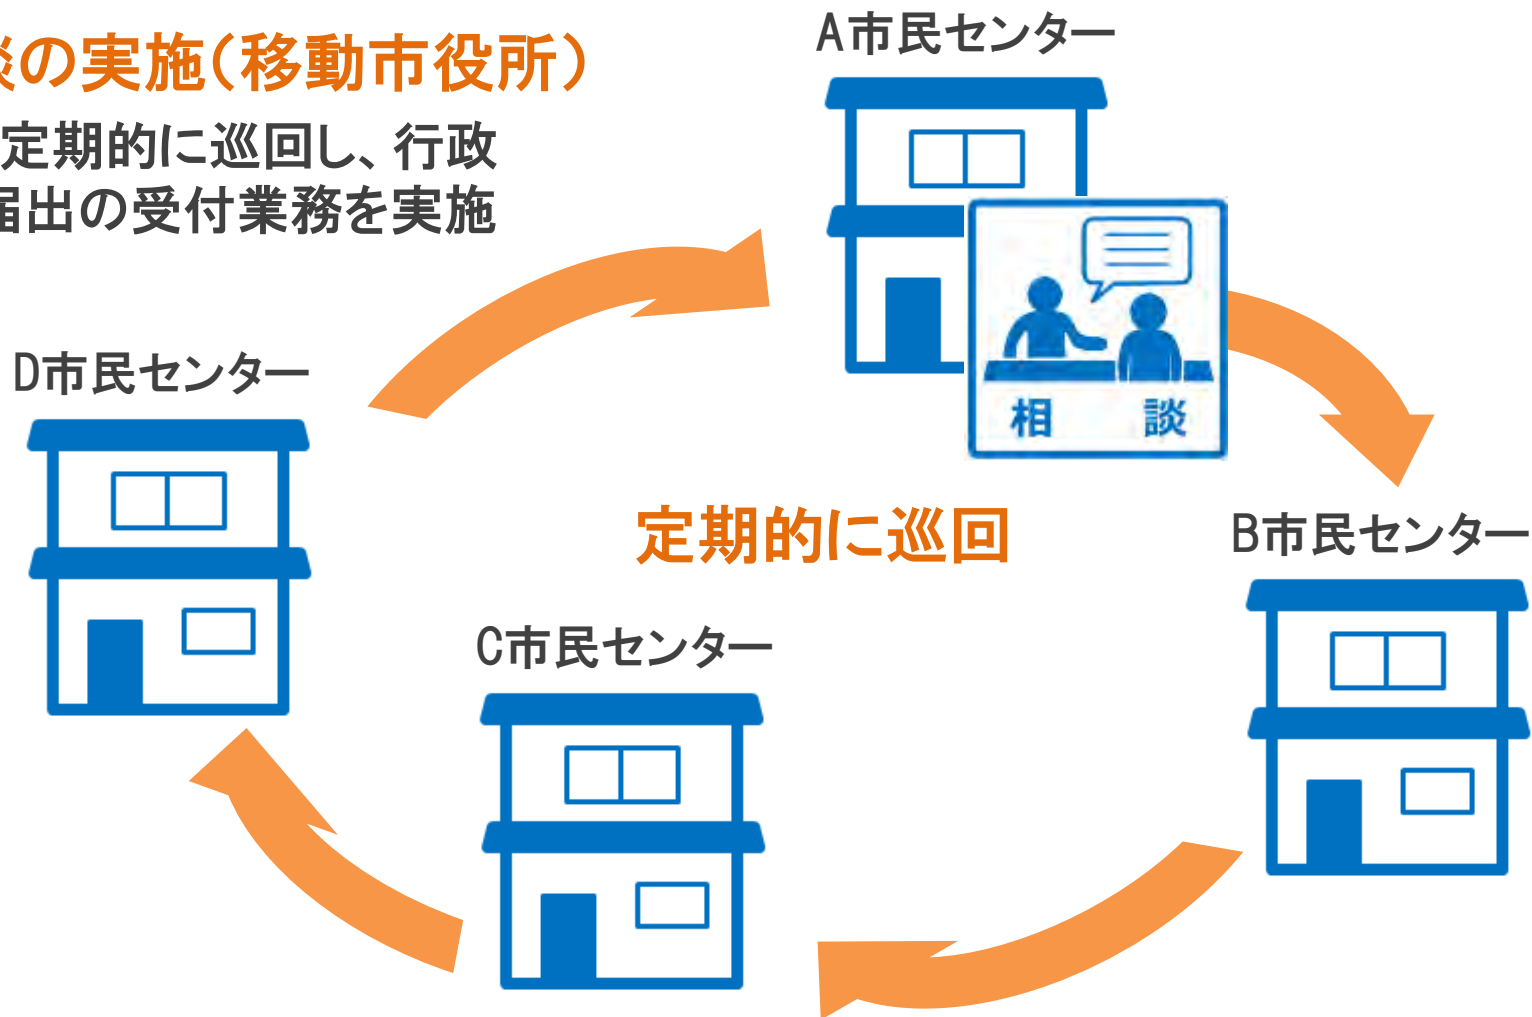 談の実施（移動市役所）
定期的に巡回し、行政
届出の受付業務を実施
A市民センター
相　談
D市民センター
定期的に巡回
B市民センター
C市民センター